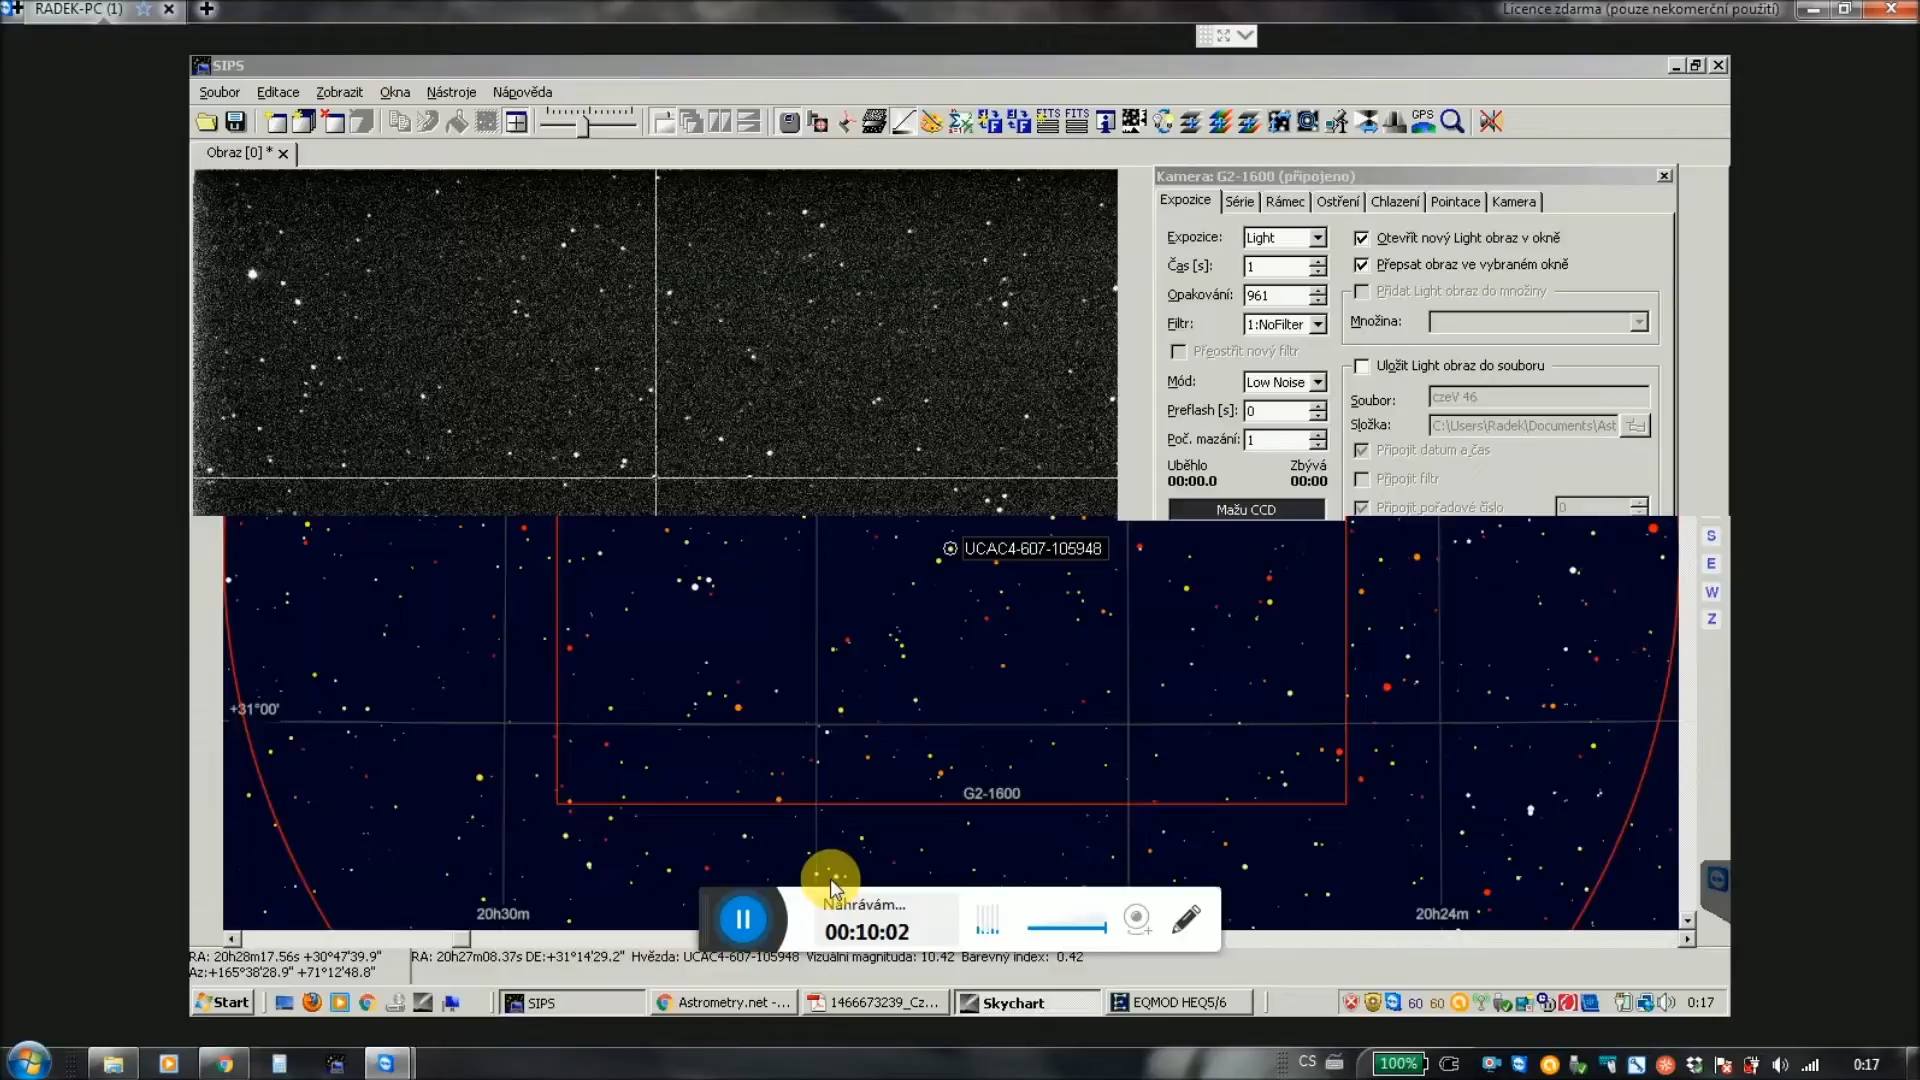 RADEK-PC (1)
Licence zdarma (pouze nekomerční použití)
SIPS
Soubor Editace Zobrazit Okna Nástroje Nápověda
FITS FITS GPS
Obraz [0] *
Kamera: G2-1600 (připojeno)
Expozice Série Rámec Ostření Chlazení Pointace Kamera
Expozice: Light Otevřít nový Light obraz v okně
Čas [s]: 1 Přepsat obraz ve vybraném okně
Opakování: 961 Přidat Light obraz do množiny
Filtr: 1:NoFilter Množina:
Přeostřit nový filtr
Uložit Light obraz do souboru
Mód: Low Noise
Soubor: czeV 46
Preflash [s]: 0
Složka: C:\Users\Radek\Documents\Ast
Poč. mazání: 1 Připojit datum a čas
Uběhlo Zbývá
00:00.0 00:00
Připojit filtr
Připojit pořadové číslo 0
Mažu CCD
UCAC4-607-105948
S
E
W
Z
+31°00'
G2-1600
20h30m
20h24m
Nahrávám...
00:10:02
RA: 20h28m17.56s +30°47'39.9"
Az:+165°38'28.9" +71°12'48.8"
RA: 20h27m08.37s DE:+31°14'29.2" Hvězda: UCAC4-607-105948 Vizuální magnituda: 10.42 Barevný index: 0.42
Start SIPS Astrometry.net -... 1466673239_Cz... Skychart EQMOD HEQ5/6 60 60 0:17
CS 100% 0:17